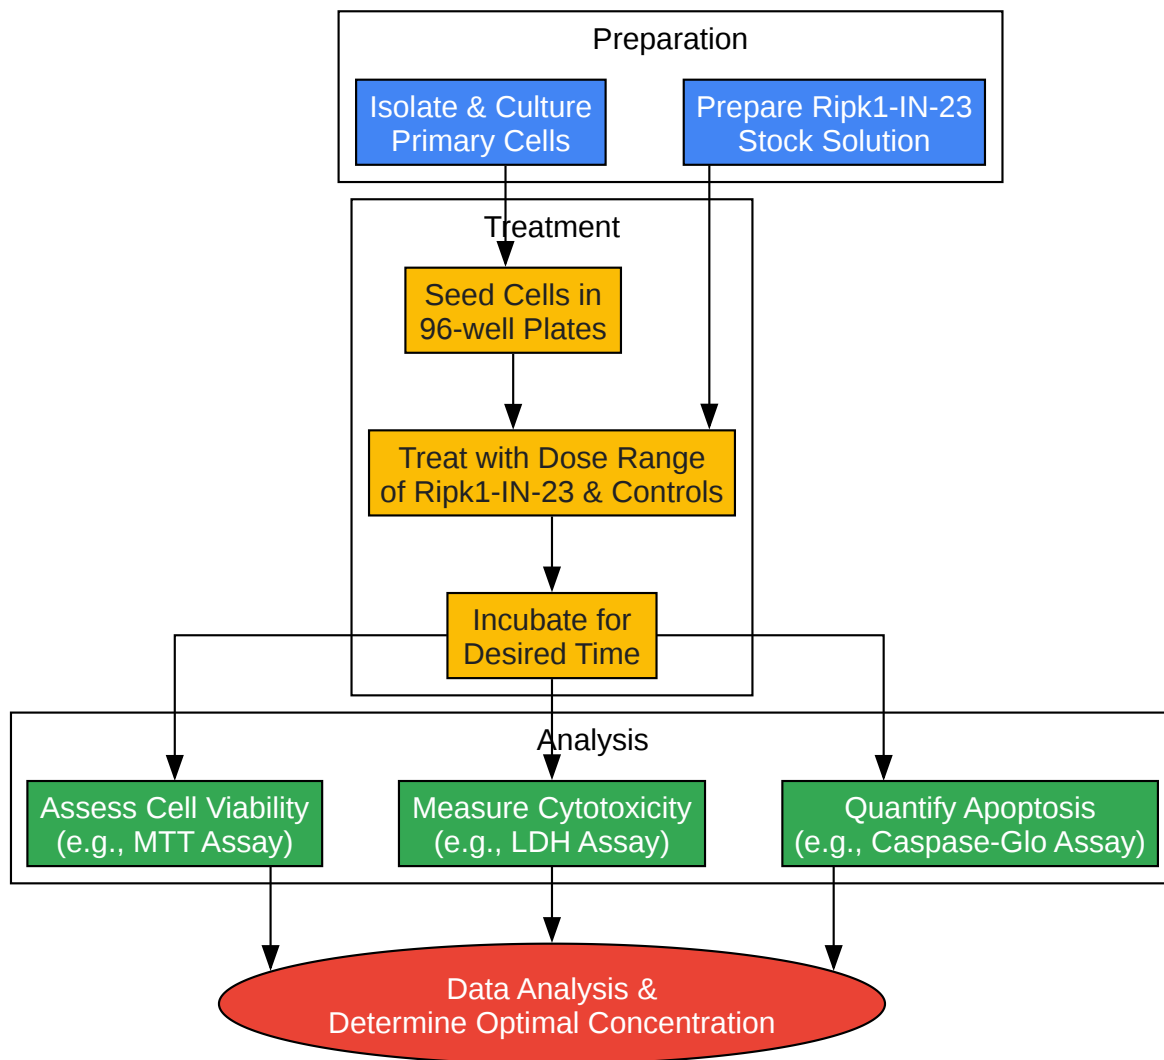 Preparation
Isolate & Culture
Primary Cells
Prepare Ripk1-IN-23
Stock Solution
Treatment
Seed Cells in
96-well Plates
Treat with Dose Range
of Ripk1-IN-23 & Controls
Incubate for
Desired Time
Analysis
Assess Cell Viability
(e.g., MTT Assay)
Measure Cytotoxicity
(e.g., LDH Assay)
Quantify Apoptosis
(e.g., Caspase-Glo Assay)
Data Analysis &
Determine Optimal Concentration